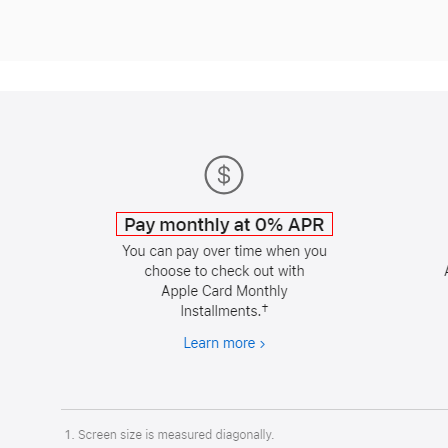 $
Pay monthly at 0% APR
You can pay over time when you
choose to check out with
Apple Card Monthly
Installments.†
Learn more >
1. Screen size is measured diagonally.